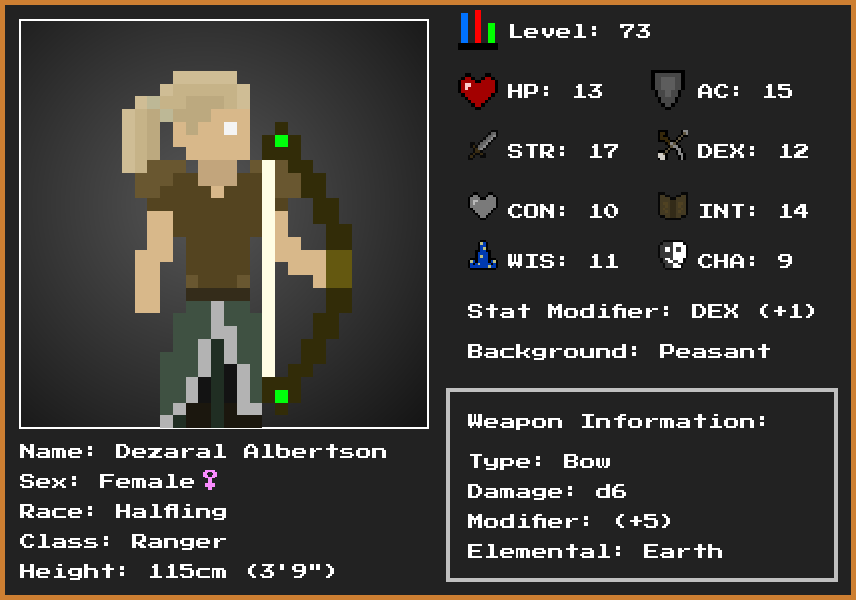 Level: 73
HP: 13 AC: 15
STR: 17 DEX: 12
CON: 10 INT: 14
WIS: 11 CHA: 9
Stat Modifier: DEX (+1)
Background: Peasant
Weapon Information:
Type: Bow
Damage: d6
Modifier: (+5)
Elemental: Earth
Name: Dezaral Albertson
Sex: Female♀
Race: Halfling
Class: Ranger
Height: 115cm (3'9")